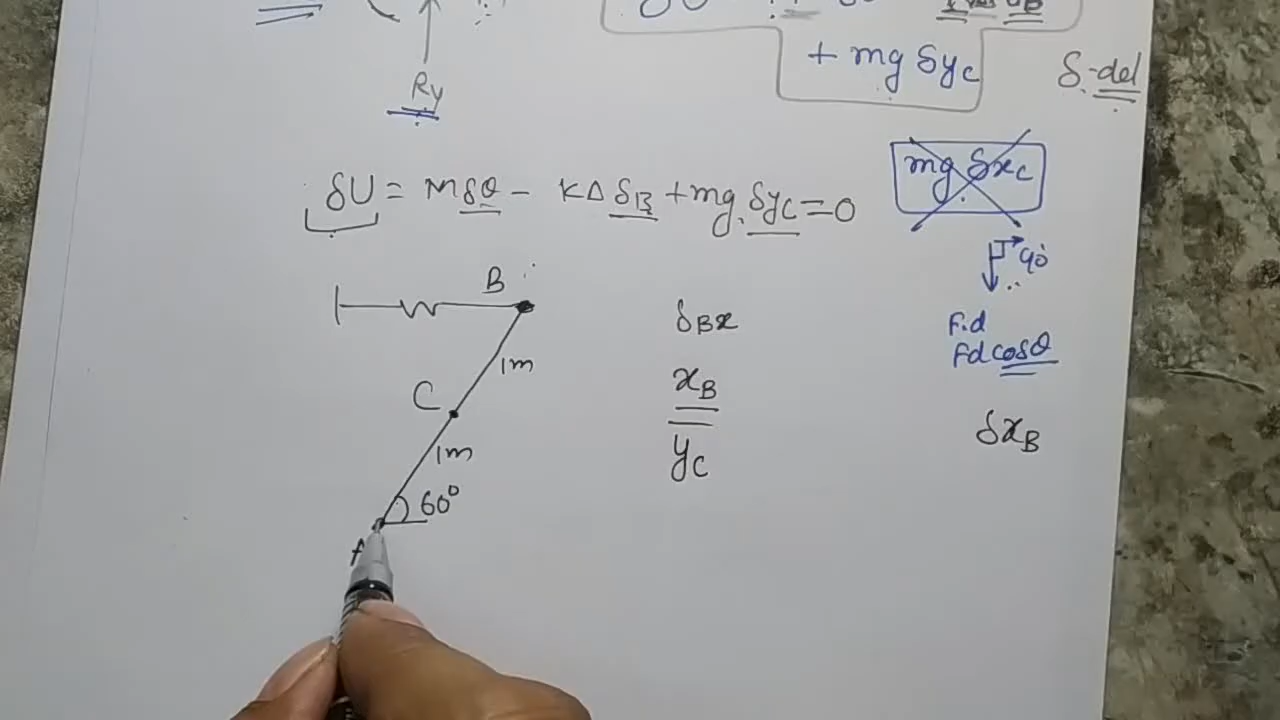 + mg δyc
δ-del
Ry
mg δxc
δU = Mδθ - KΔ δB + mg. δyc = 0
90°
B
δBx
F.d
Fd cosθ
1m
xB
C
δxB
1m
yc
60°
A